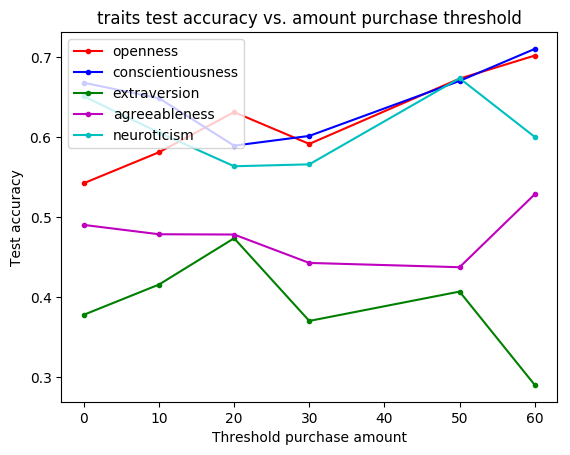 traits test accuracy vs. amount purchase threshold
openness
conscientiousness
extraversion
agreeableness
neuroticism
Test accuracy
0.7
0.6
0.5
0.4
0.3
0 10 20 30 40 50 60
Threshold purchase amount